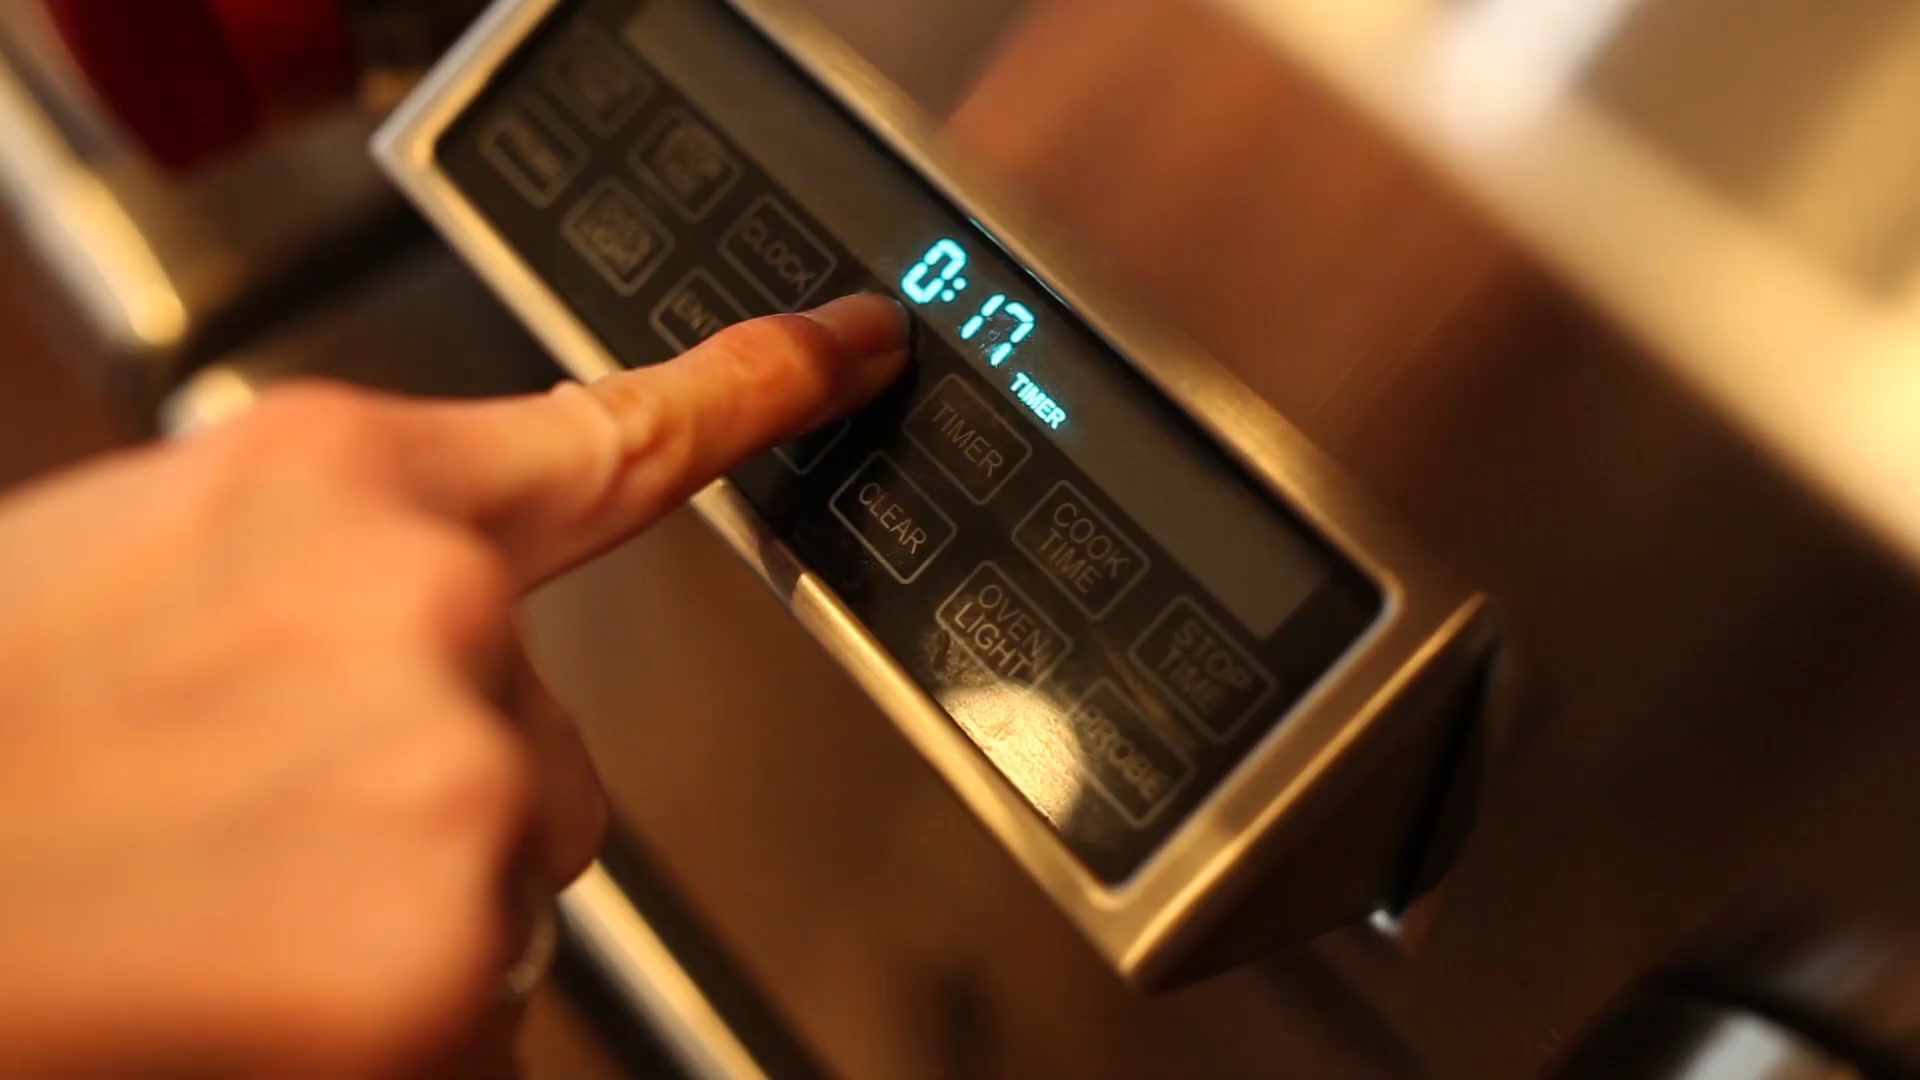 0:17
TIMER
CLOCK
TIMER
COOK
TIME
STOP
TIME
CLEAR
OVEN
LIGHT
PROBE